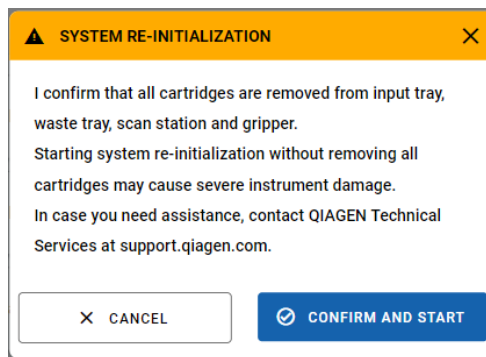 SYSTEM RE-INITIALIZATION
I confirm that all cartridges are removed from input tray,
waste tray, scan station and gripper.
Starting system re-initialization without removing all
cartridges may cause severe instrument damage.
In case you need assistance, contact QIAGEN Technical
Services at support.qiagen.com.
CANCEL
CONFIRM AND START